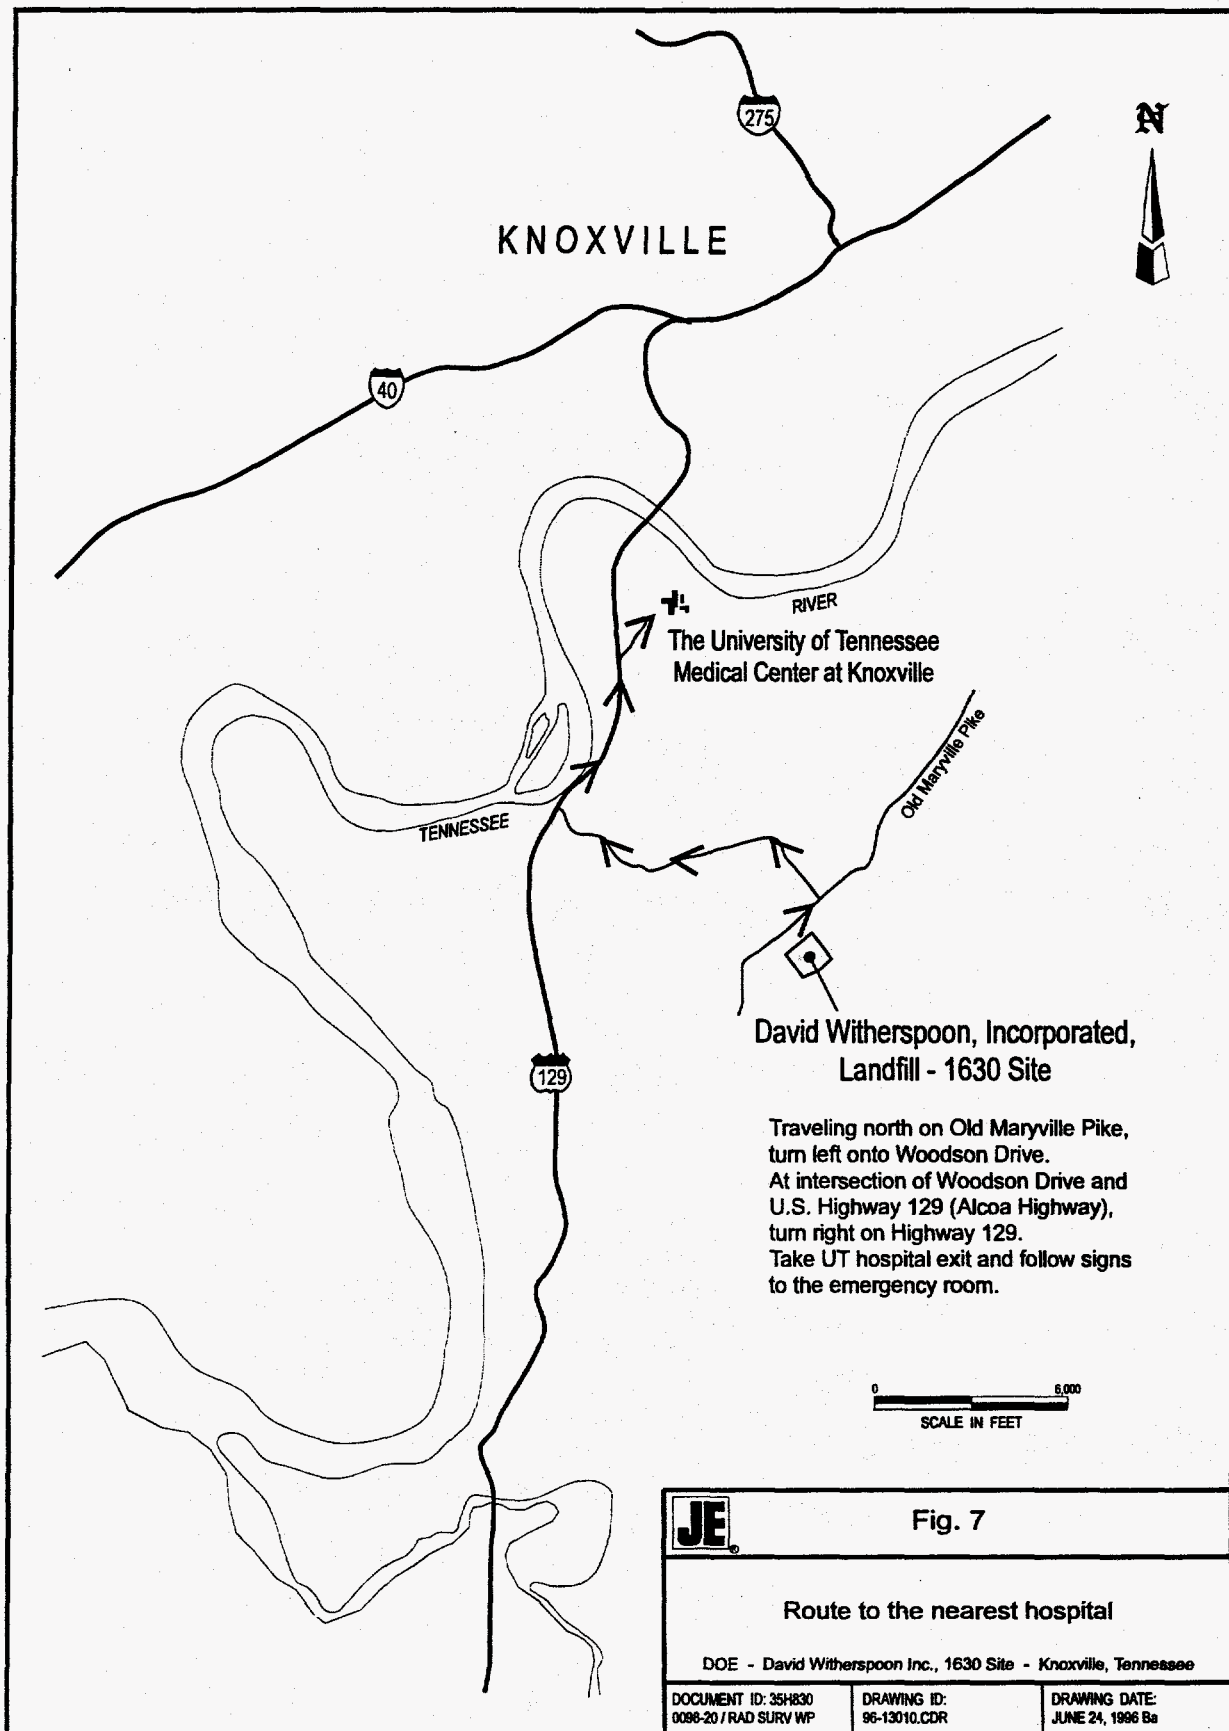 N
275
KNOXVILLE
40
RIVER
The University of Tennessee
Medical Center at Knoxville
Old Maryville Pike
TENNESSEE
David Witherspoon, Incorporated,
Landfill - 1630 Site
129
Traveling north on Old Maryville Pike,
turn left onto Woodson Drive.
At intersection of Woodson Drive and
U.S. Highway 129 (Alcoa Highway),
turn right on Highway 129.
Take UT hospital exit and follow signs
to the emergency room.
0 6,000
SCALE IN FEET
JE®
Fig. 7
Route to the nearest hospital
DOE - David Witherspoon Inc., 1630 Site - Knoxville, Tennessee
DOCUMENT ID: 35H830
0098-20 / RAD SURV WP
DRAWING ID:
96-13010.CDR
DRAWING DATE:
JUNE 24, 1996 Ba